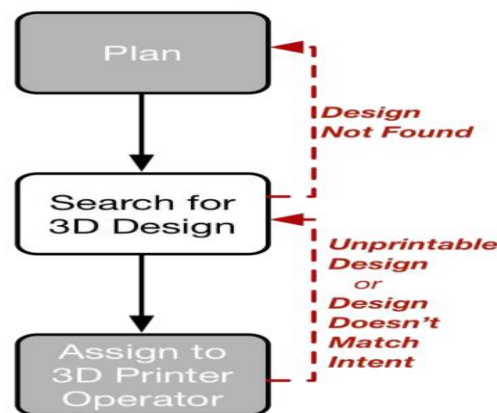 Plan
Design
Not Found
Search for
3D Design
Unprintable
Design
or
Design
Doesn't
Match
Intent
Assign to
3D Printer
Operator